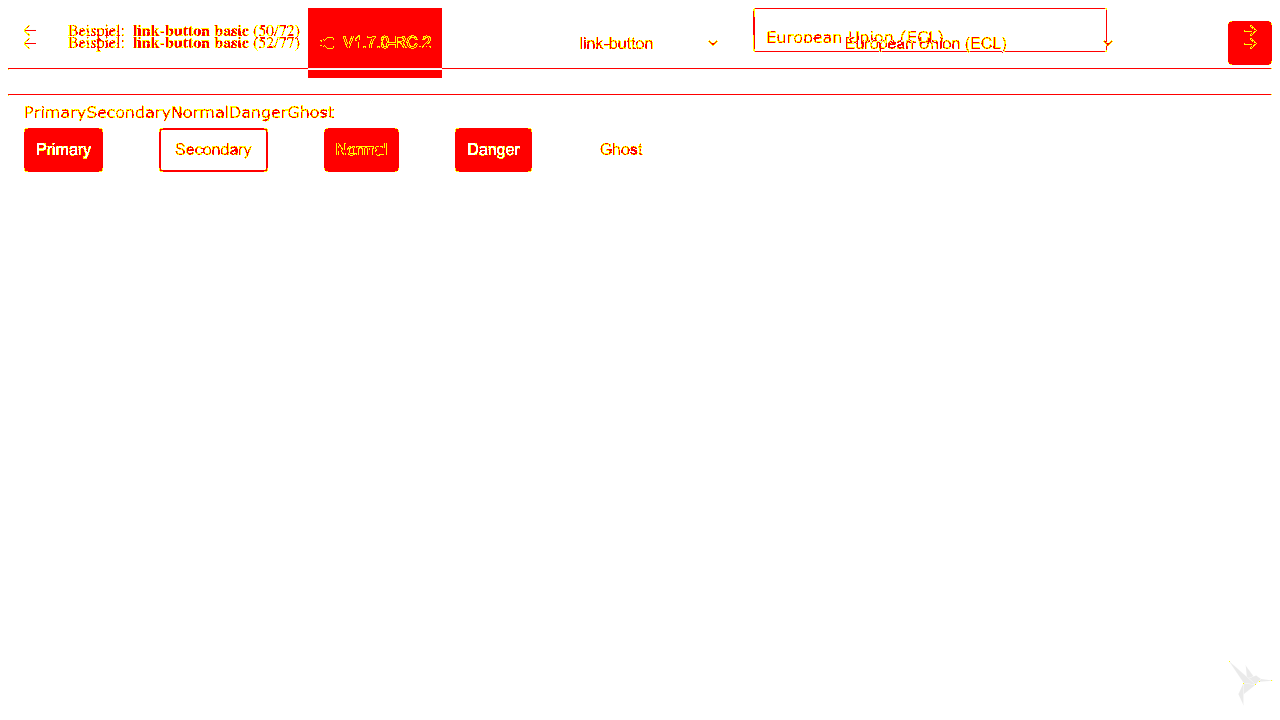 ← Beispiel: link-button basic (50/72)
← Beispiel: link-button basic (52/77)
V1.7.0-RC.2
link-button
European Union (ECL)
European Union (ECL)
→
→
PrimarySecondaryNormalDangerGhost
Primary Secondary Normal Danger Ghost